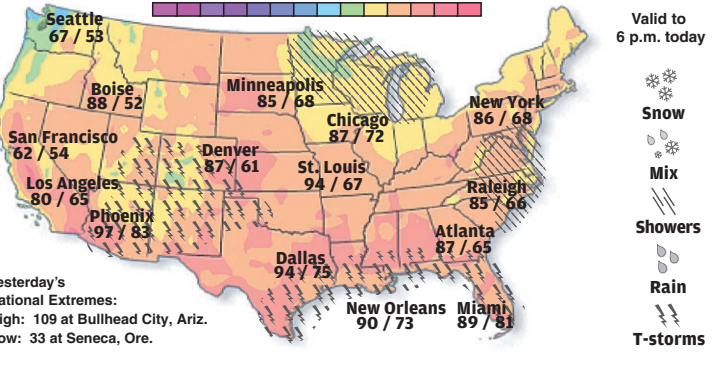 Seattle
67 / 53
Valid to
6 p.m. today
Boise
88 / 52
Minneapolis
85 / 68
New York
86 / 68
Snow
Chicago
87 / 72
San Francisco
62 / 54
Denver
87/ 61
St. Louis
94 / 67
Mix
Los Angeles
80 / 65
Raleigh
85 / 66
Phoenix
97 / 83
Showers
Atlanta
87 / 65
Dallas
94 / 75
esterday's
ational Extremes:
igh: 109 at Bullhead City, Ariz.
ow: 33 at Seneca, Ore.
New Orleans
90 / 73
Miami
89 / 81
Rain
T-storms